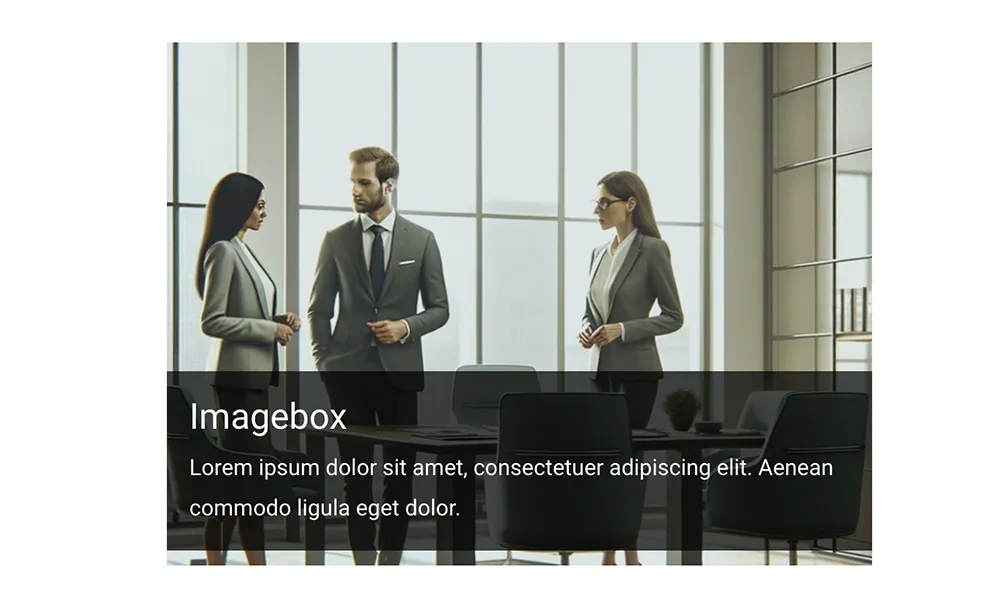 Imagebox
Lorem ipsum dolor sit amet, consectetuer adipiscing elit. Aenean
commodo ligula eget dolor.